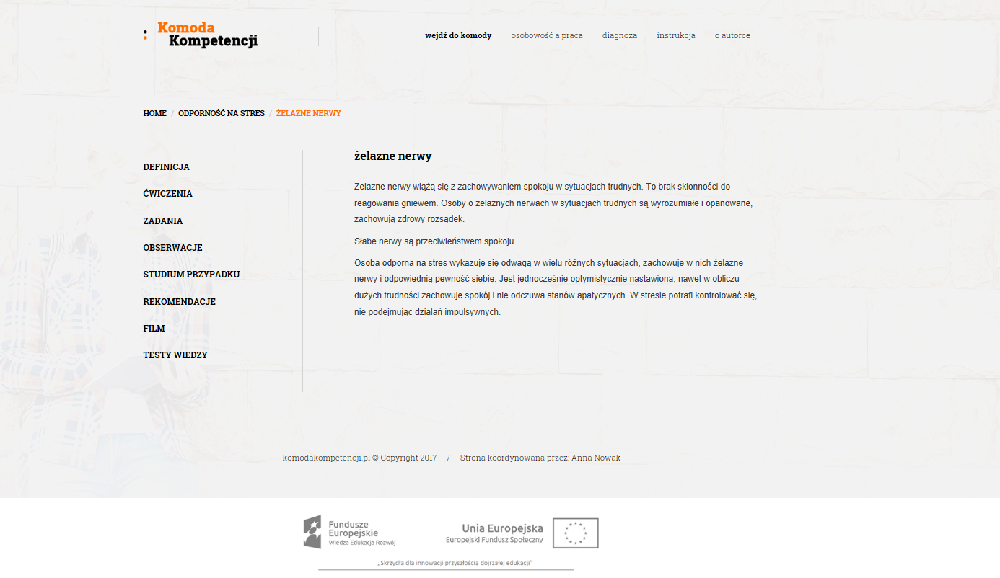 Komoda
Kompetencji
wejdź do komody
osobowość a praca
diagnoza
instrukcja
o autorce
HOME / ODPORNOŚĆ NA STRES / ŻELAZNE NERWY
DEFINICJA
ĆWICZENIA
ZADANIA
OBSERWACJE
STUDIUM PRZYPADKU
REKOMENDACJE
FILM
TESTY WIEDZY
żelazne nerwy
Żelazne nerwy wiążą się z zachowywaniem spokoju w sytuacjach trudnych. To brak skłonności do
reagowania gniewem. Osoby o żelaznych nerwach w sytuacjach trudnych są wyrozumiałe i opanowane,
zachowują zdrowy rozsądek.
Słabe nerwy są przeciwieństwem spokoju.
Osoba odporna na stres wykazuje się odwagą w wielu różnych sytuacjach, zachowuje w nich żelazne
nerwy i odpowiednią pewność siebie. Jest jednocześnie optymistycznie nastawiona, nawet w obliczu
dużych trudności zachowuje spokój i nie odczuwa stanów apatycznych. W stresie potrafi kontrolować się,
nie podejmując działań impulsywnych.
komodakompetencji.pl © Copyright 2017 / Strona koordynowana przez: Anna Nowak
Fundusze
Europejskie
Wiedza Edukacja Rozwój
Unia Europejska
Europejski Fundusz Społeczny
„Skrzydła dla innowacji przyszłością dojrzałej edukacji"